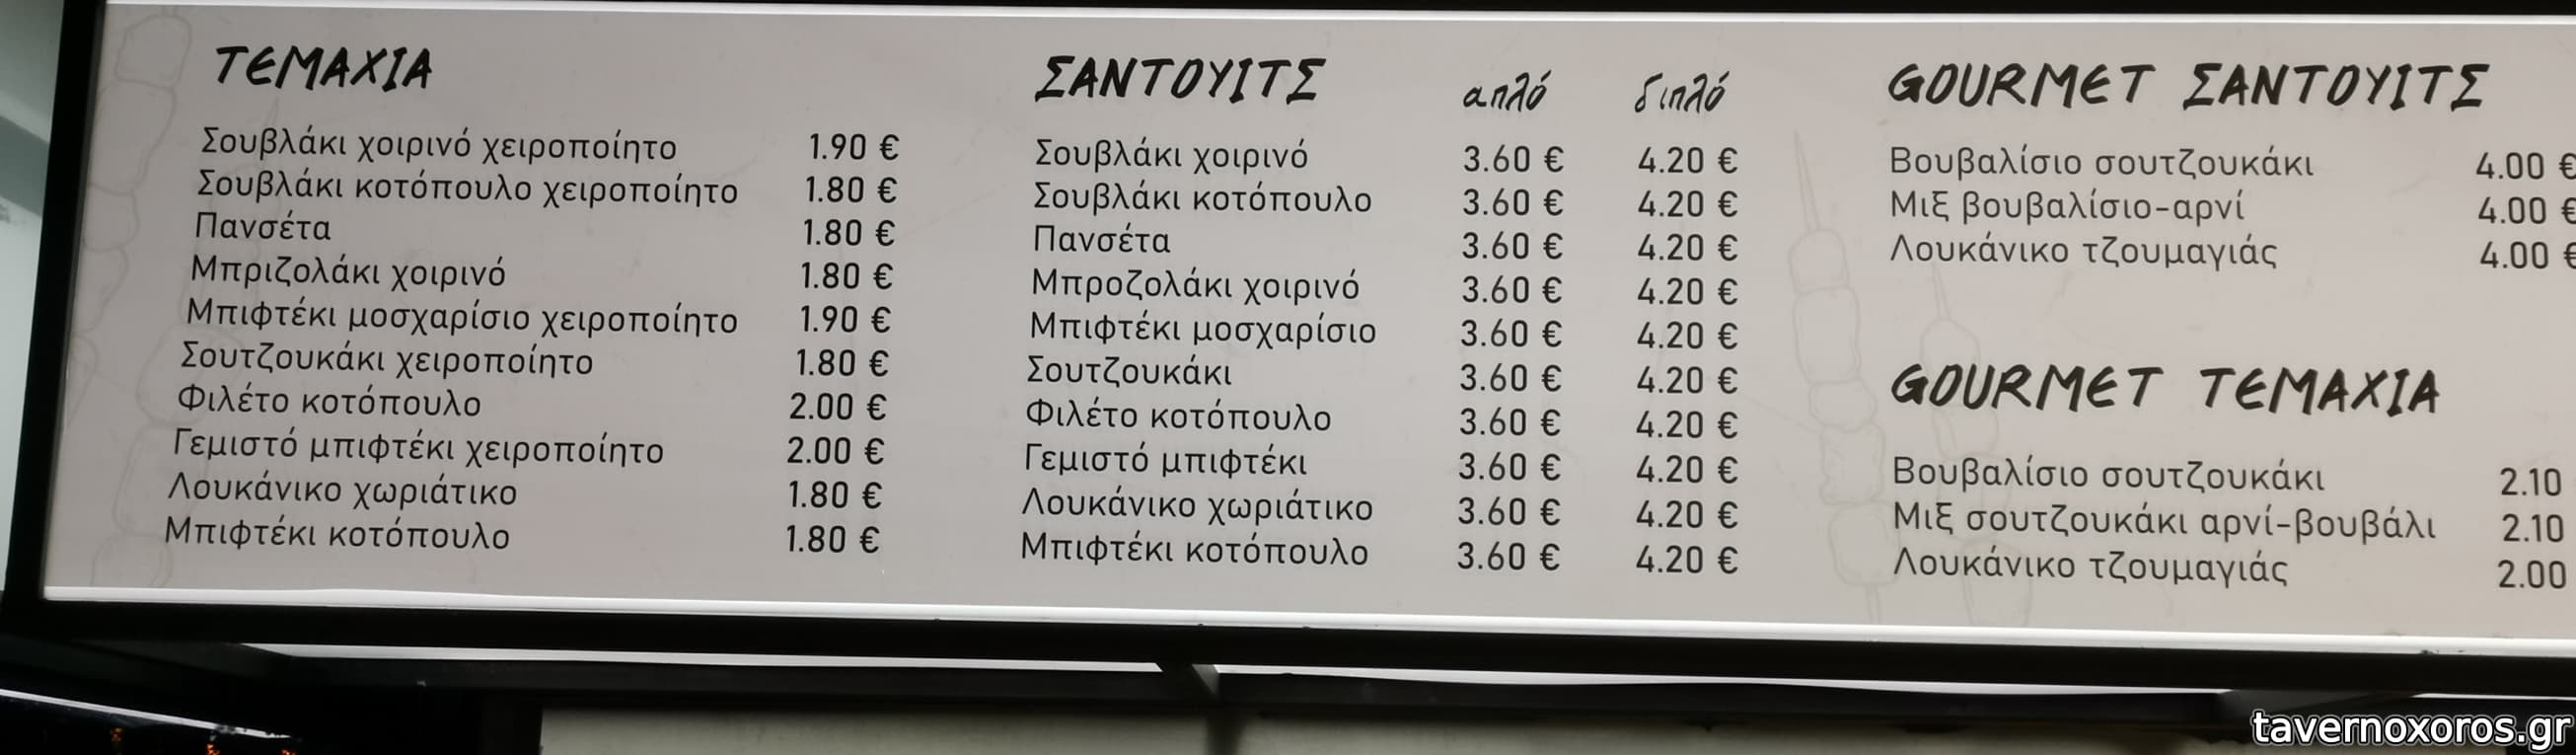 ΤΕΜΑΧΙΑ
Σουβλάκι χοιρινό χειροποίητο 1.90 €
Σουβλάκι κοτόπουλο χειροποίητο 1.80 €
Πανσέτα 1.80 €
Μπριζολάκι χοιρινό 1.80 €
Μπιφτέκι μοσχαρίσιο χειροποίητο 1.90 €
Σουτζουκάκι χειροποίητο 1.80 €
Φιλέτο κοτόπουλο 2.00 €
Γεμιστό μπιφτέκι χειροποίητο 2.00 €
Λουκάνικο χωριάτικο 1.80 €
Μπιφτέκι κοτόπουλο 1.80 €
ΣΑΝΤΟΥΙΤΣ απλό διπλό
Σουβλάκι χοιρινό 3.60 € 4.20 €
Σουβλάκι κοτόπουλο 3.60 € 4.20 €
Πανσέτα 3.60 € 4.20 €
Μπροζολάκι χοιρινό 3.60 € 4.20 €
Μπιφτέκι μοσχαρίσιο 3.60 € 4.20 €
Σουτζουκάκι 3.60 € 4.20 €
Φιλέτο κοτόπουλο 3.60 € 4.20 €
Γεμιστό μπιφτέκι 3.60 € 4.20 €
Λουκάνικο χωριάτικο 3.60 € 4.20 €
Μπιφτέκι κοτόπουλο 3.60 € 4.20 €
GOURMET ΣΑΝΤΟΥΙΤΣ
Βουβαλίσιο σουτζουκάκι 4.00 €
Μιξ βουβαλίσιο-αρνί 4.00 €
Λουκάνικο τζουμαγιάς 4.00 €
GOURMET ΤΕΜΑΧΙΑ
Βουβαλίσιο σουτζουκάκι 2.10
Μιξ σουτζουκάκι αρνί-βουβάλι 2.10
Λουκάνικο τζουμαγιάς 2.00
tavernoxoros.gr